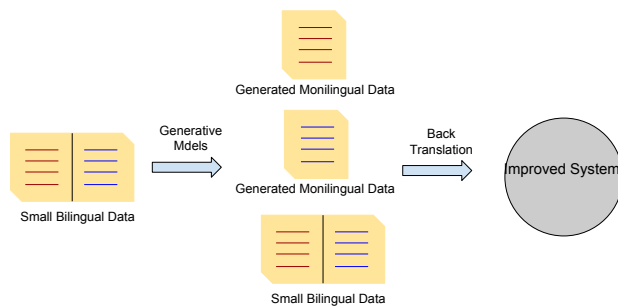 Generated Monilingual Data
Generative
Mdels
Back
Translation
Improved System
Generated Monilingual Data
Small Bilingual Data
Small Bilingual Data